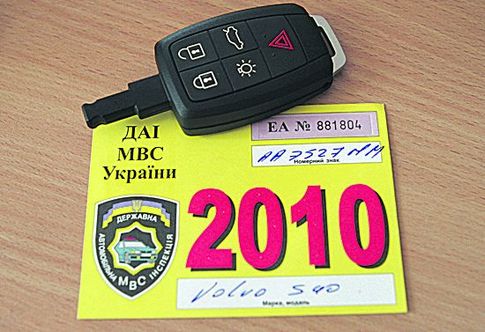 ДАІ
МВС
України
ЕА № 881804
АА 7527 НМ
Номерний знак
2010
ДЕРЖАВНА
АВТОМОБІЛЬНА ІНСПЕКЦІЯ
МВС
Volvo S40
Марка, модель